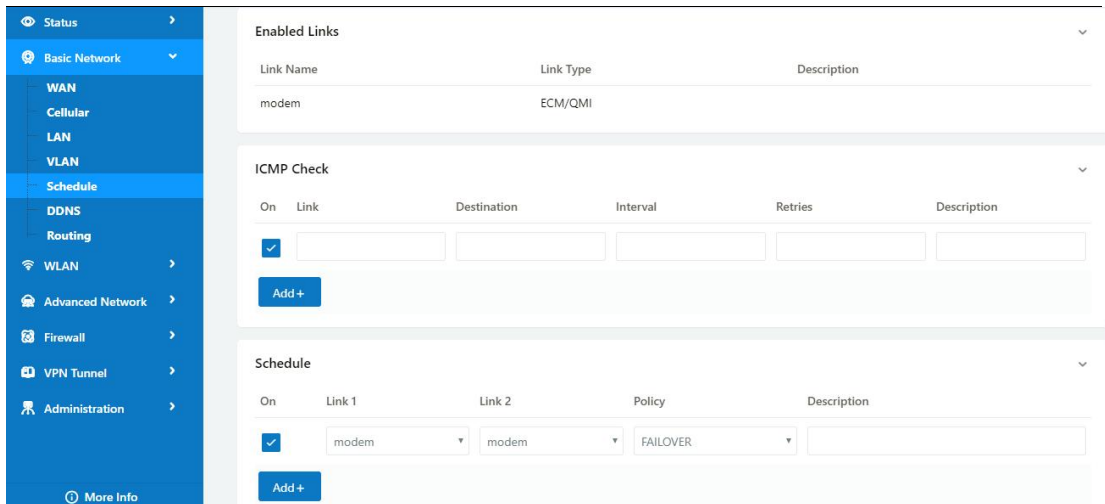 Status
Basic Network
WAN
Cellular
LAN
VLAN
Schedule
DDNS
Routing
WLAN
Advanced Network
Firewall
VPN Tunnel
Administration
More Info
Enabled Links
Link Name Link Type Description
modem ECM/QMI
ICMP Check
On Link Destination Interval Retries Description
Add+
Schedule
On Link 1 Link 2 Policy Description
modem modem FAILOVER
Add+